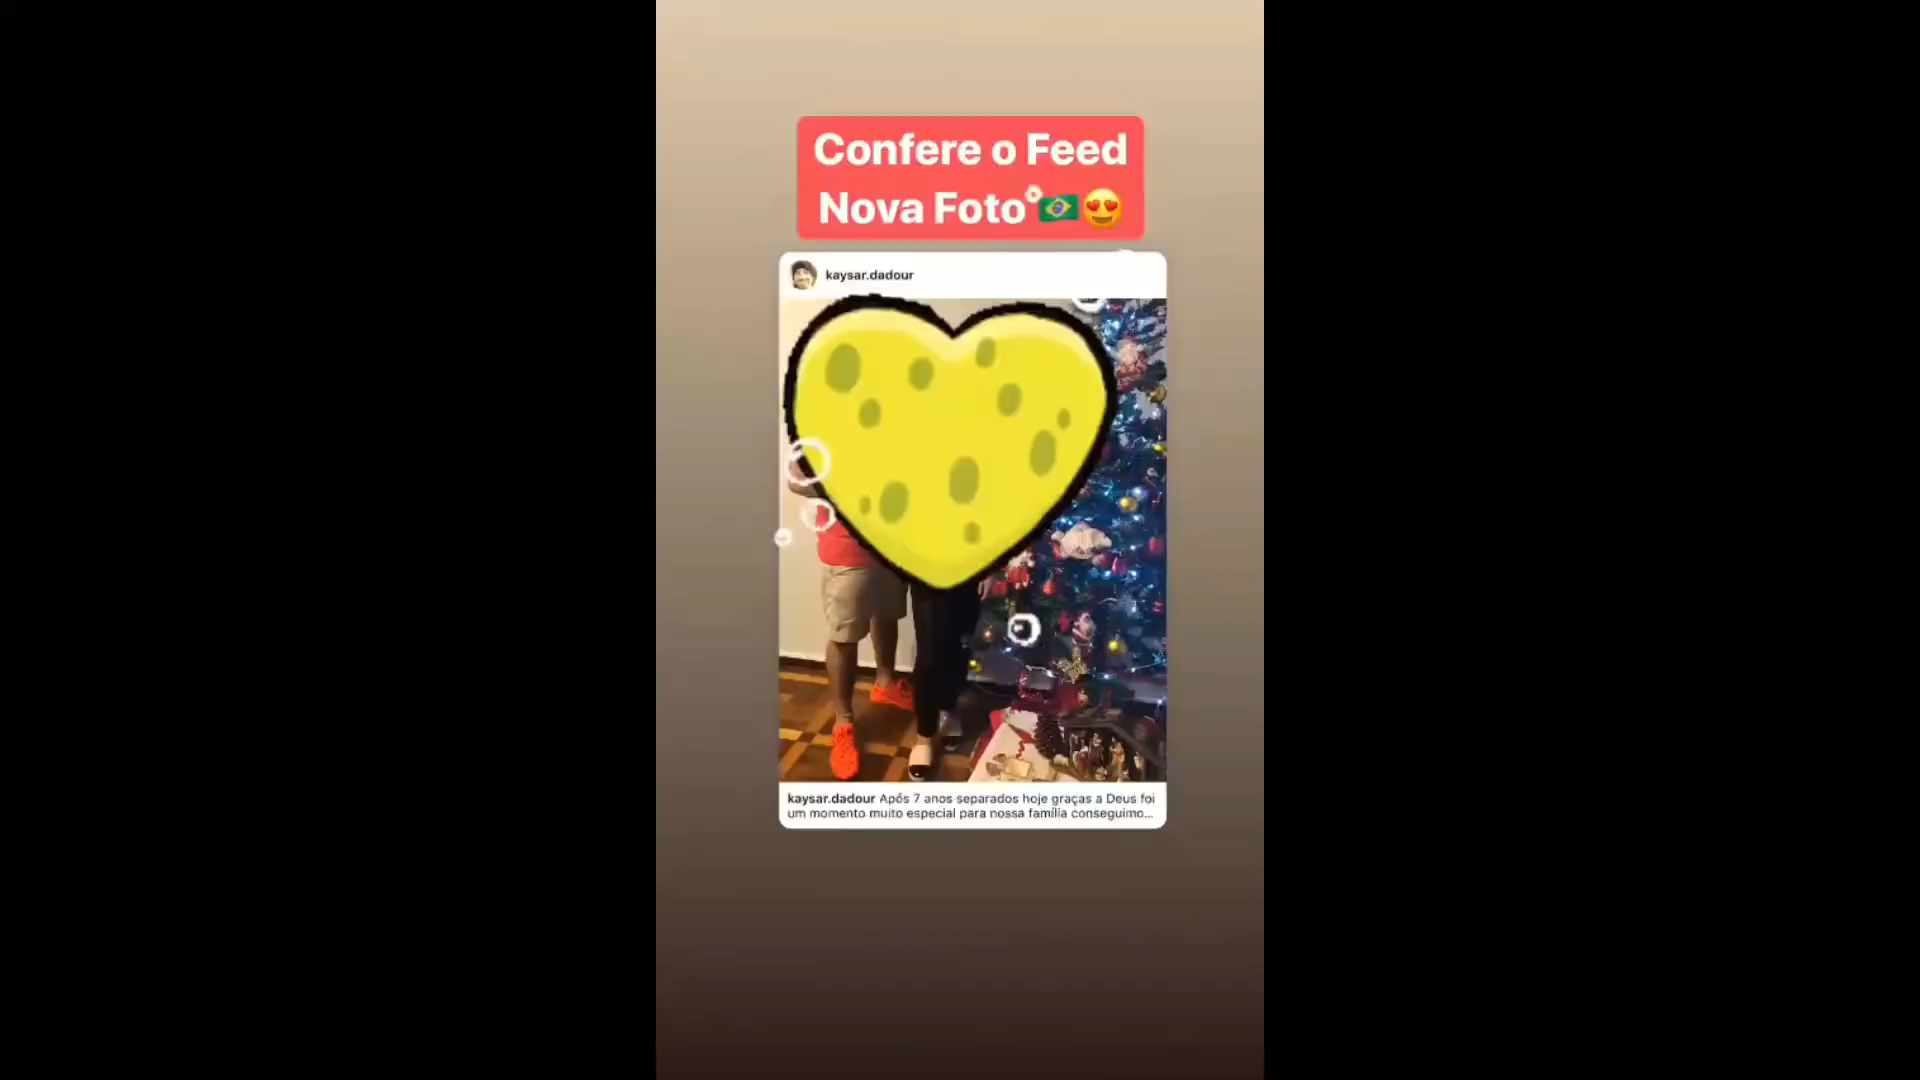 Confere o Feed
Nova Foto🇧🇷😍
kaysar.dadour
kaysar.dadour Após 7 anos separados hoje graças a Deus foi
um momento muito especial para nossa família conseguimo...